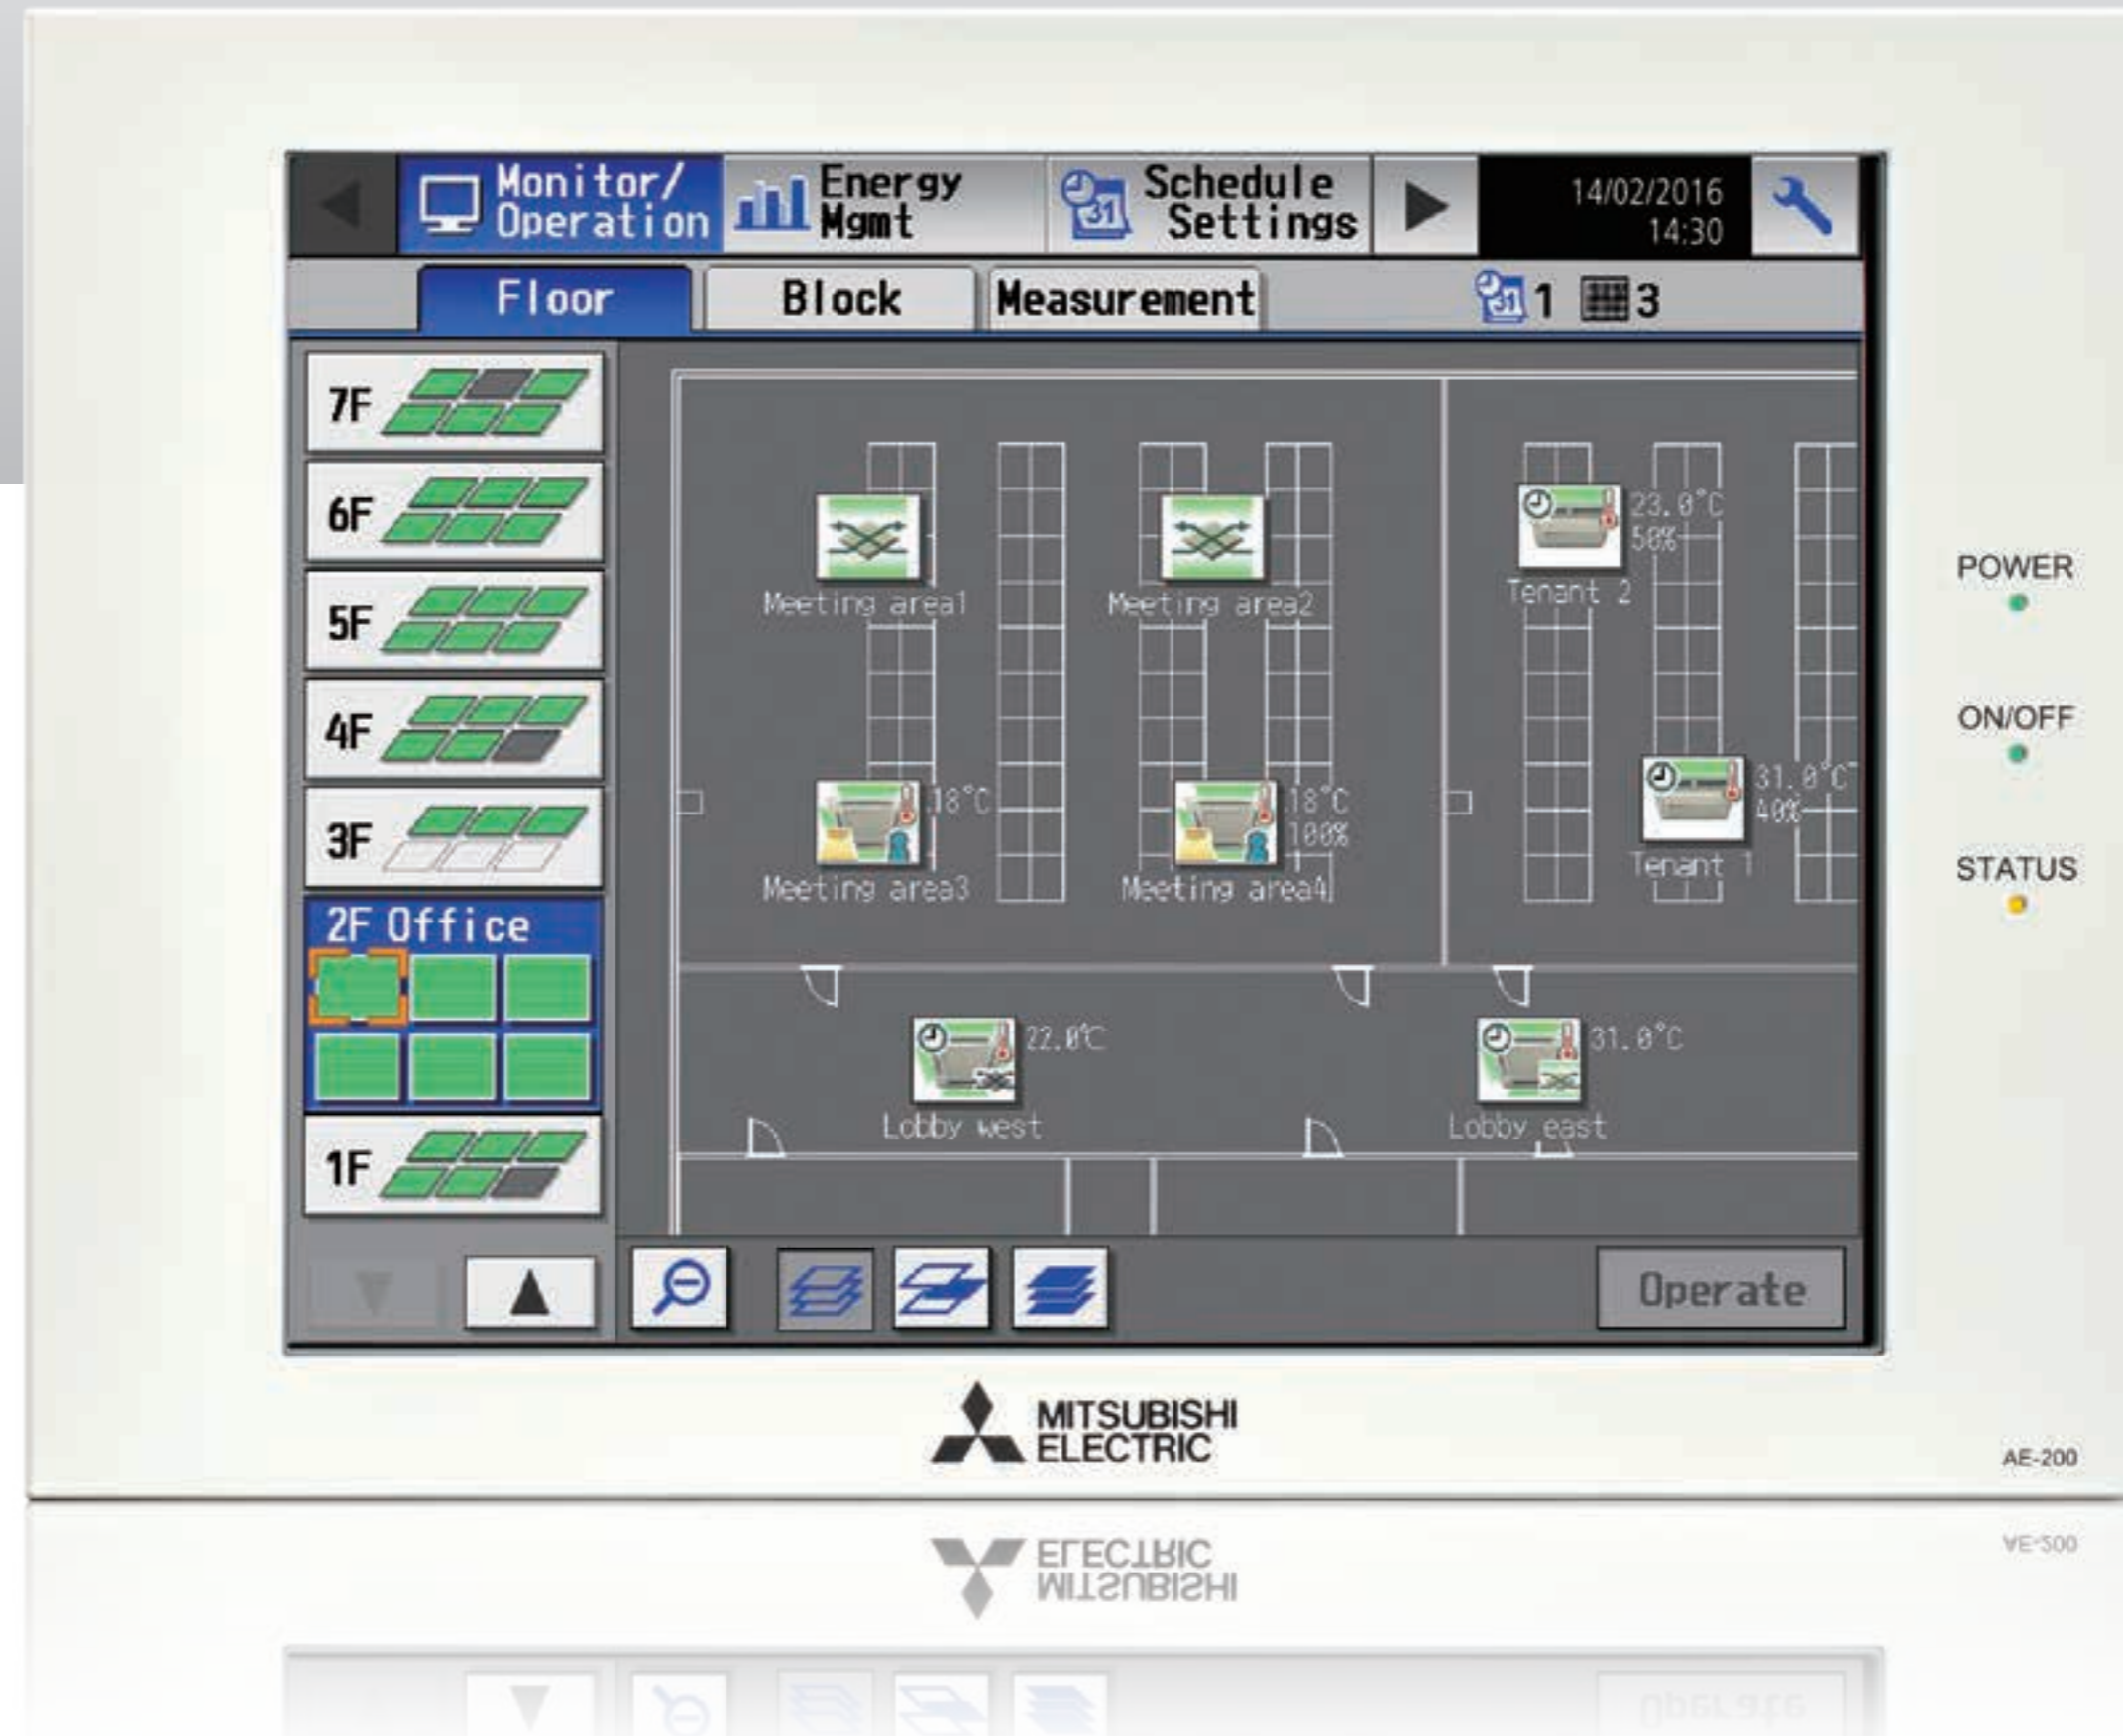 Monitor/
Operation
Energy
Mgmt
Schedule
Settings
14/02/2016
14:30
Floor
Block
Measurement
31
1
3
7F
6F
5F
4F
3F
2F Office
1F
Meeting area1
Meeting area2
23.0°C
50%
Tenant 2
18°C
Meeting area3
18°C
100%
Meeting area4
31.0°C
40%
Tenant 1
22.0°C
Lobby west
31.0°C
Lobby east
Operate
POWER
ON/OFF
STATUS
MITSUBISHI
ELECTRIC
AE-200